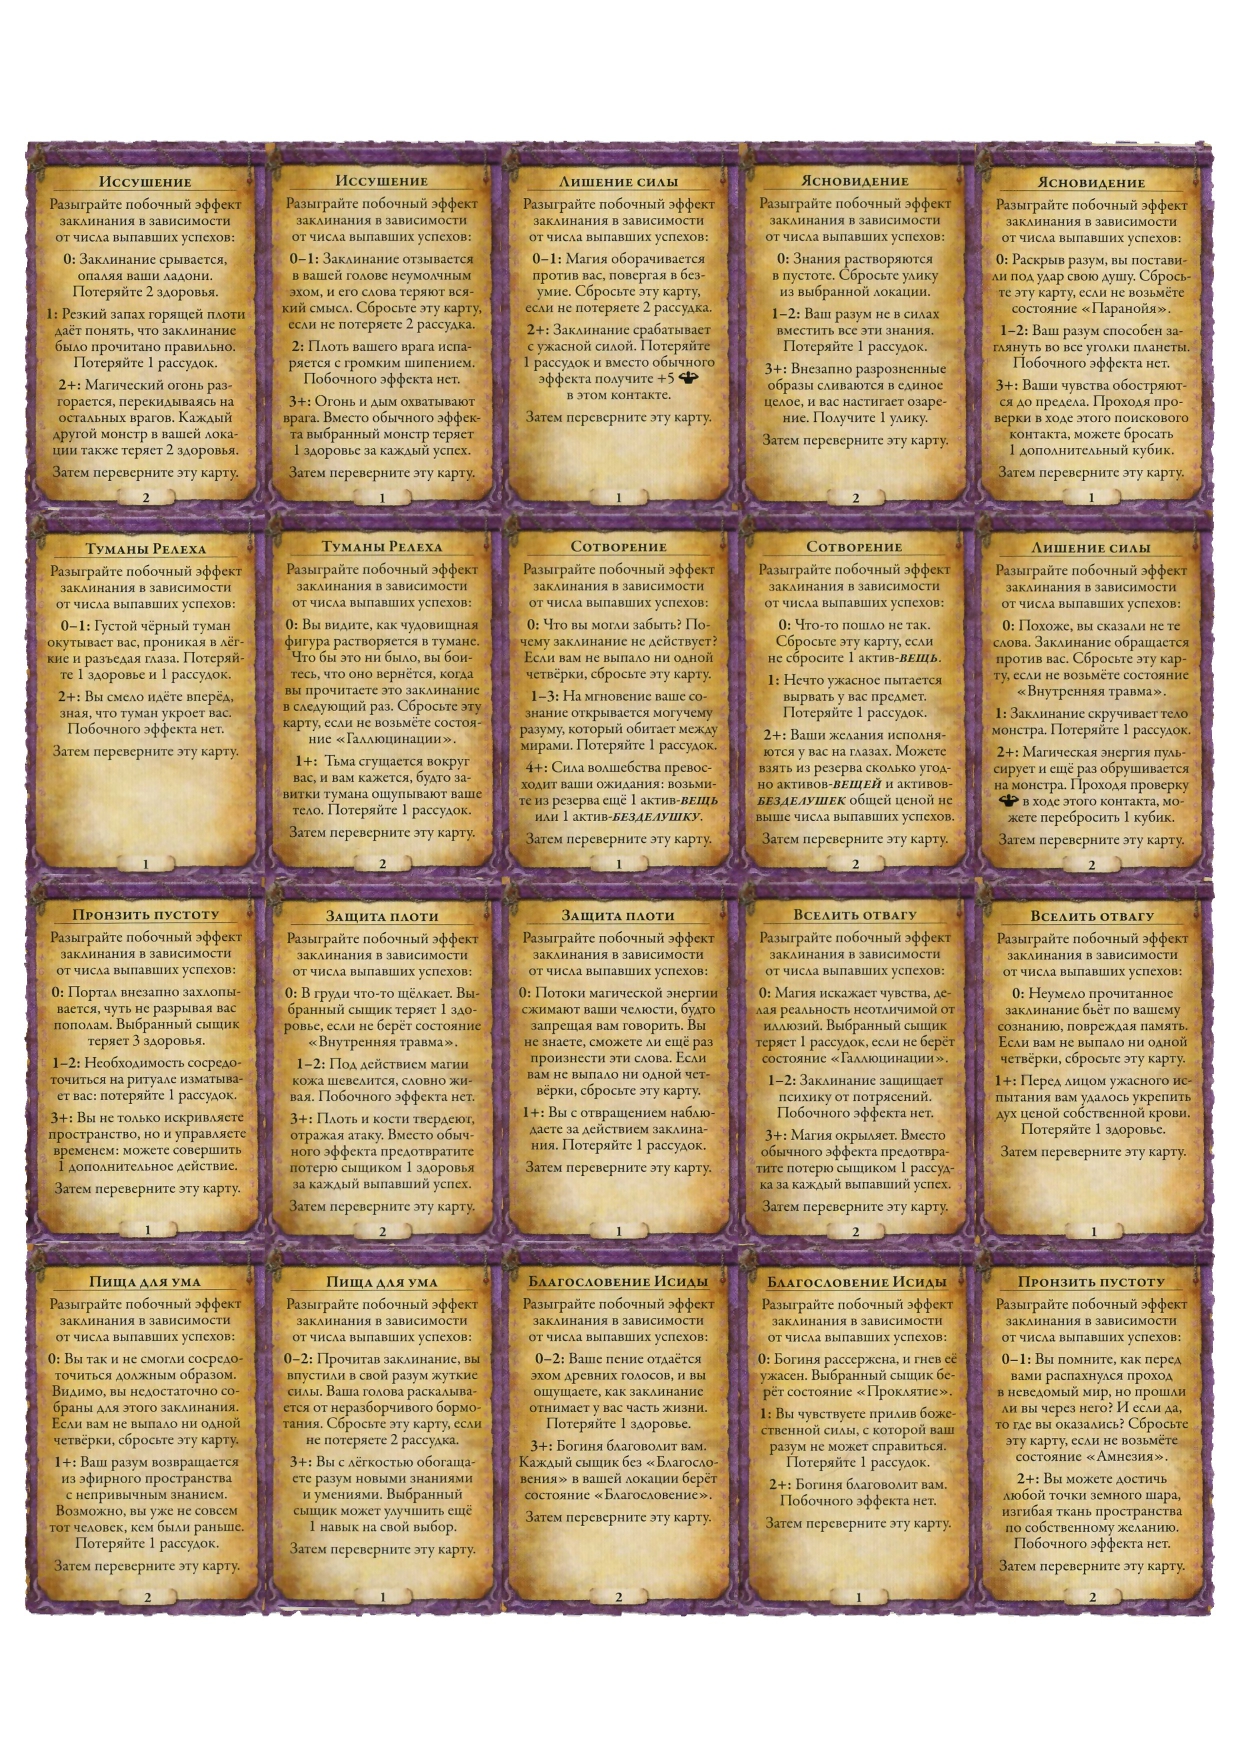 Иссушение
Разыграйте побочный эффект
заклинания в зависимости
от числа выпавших успехов:
0: Заклинание срывается,
опаляя ваши ладони.
Потеряйте 2 здоровья.
1: Резкий запах горящей плоти
даёт понять, что заклинание
было прочитано правильно.
Потеряйте 1 рассудок.
2+: Магический огонь раз-
горается, перекидываясь на
остальных врагов. Каждый
другой монстр в вашей лока-
ции также теряет 2 здоровья.
Затем переверните эту карту.
2
Иссушение
Разыграйте побочный эффект
заклинания в зависимости
от числа выпавших успехов:
0–1: Заклинание отзывается
в вашей голове неумолчным
эхом, и его слова теряют вся-
кий смысл. Сбросьте эту карту,
если не потеряете 2 рассудка.
2: Плоть вашего врага испа-
ряется с громким шипением.
Побочного эффекта нет.
3+: Огонь и дым охватывают
врага. Вместо обычного эффек-
та выбранный монстр теряет
1 здоровье за каждый успех.
Затем переверните эту карту.
1
Лишение силы
Разыграйте побочный эффект
заклинания в зависимости
от числа выпавших успехов:
0–1: Магия оборачивается
против вас, повергая в без-
умие. Сбросьте эту карту,
если не потеряете 2 рассудка.
2+: Заклинание срабатывает
с ужасной силой. Потеряйте
1 рассудок и вместо обычного
эффекта получите +5
в этом контакте.
Затем переверните эту карту.
1
Ясновидение
Разыграйте побочный эффект
заклинания в зависимости
от числа выпавших успехов:
0: Знания растворяются
в пустоте. Сбросьте улику
из выбранной локации.
1–2: Ваш разум не в силах
вместить все эти знания.
Потеряйте 1 рассудок.
3+: Внезапно разрозненные
образы сливаются в единое
целое, и вас настигает озаре-
ние. Получите 1 улику.
Затем переверните эту карту.
2
Ясновидение
Разыграйте побочный эффект
заклинания в зависимости
от числа выпавших успехов:
0: Раскрыв разум, вы постави-
ли под удар свою душу. Сбрось-
те эту карту, если не возьмёте
состояние «Паранойя».
1–2: Ваш разум способен за-
глянуть во все уголки планеты.
Побочного эффекта нет.
3+: Ваши чувства обостряют-
ся до предела. Проходя про-
верки в ходе этого поискового
контакта, можете бросать
1 дополнительный кубик.
Затем переверните эту карту.
1
Туманы Релеха
Разыграйте побочный эффект
заклинания в зависимости
от числа выпавших успехов:
0–1: Густой чёрный туман
окутывает вас, проникая в лёг-
кие и разъедая глаза. Потеряй-
те 1 здоровье и 1 рассудок.
2+: Вы смело идёте вперёд,
зная, что туман укроет вас.
Побочного эффекта нет.
Затем переверните эту карту.
1
Туманы Релеха
Разыграйте побочный эффект
заклинания в зависимости
от числа выпавших успехов:
0: Вы видите, как чудовищная
фигура растворяется в тумане.
Что бы это ни было, вы бои-
тесь, что оно вернётся, когда
вы прочитаете это заклинание
в следующий раз. Сбросьте эту
карту, если не возьмёте состоя-
ние «Галлюцинации».
1+: Тьма сгущается вокруг
вас, и вам кажется, будто за-
витки тумана ощупывают ваше
тело. Потеряйте 1 рассудок.
Затем переверните эту карту.
2
Сотворение
Разыграйте побочный эффект
заклинания в зависимости
от числа выпавших успехов:
0: Что вы могли забыть? По-
чему заклинание не действует?
Если вам не выпало ни одной
четвёрки, сбросьте эту карту.
1–3: На мгновение ваше со-
знание открывается могучему
разуму, который обитает между
мирами. Потеряйте 1 рассудок.
4+: Сила волшебства превос-
ходит ваши ожидания: возьми-
те из резерва ещё 1 актив-ВЕЩЬ
или 1 актив-БЕЗДЕЛУШКУ.
Затем переверните эту карту.
1
Сотворение
Разыграйте побочный эффект
заклинания в зависимости
от числа выпавших успехов:
0: Что-то пошло не так.
Сбросьте эту карту, если
не сбросите 1 актив-ВЕЩЬ.
1: Нечто ужасное пытается
вырвать у вас предмет.
Потеряйте 1 рассудок.
2+: Ваши желания исполня-
ются у вас на глазах. Можете
взять из резерва сколько угод-
но активов-ВЕЩЕЙ и активов-
БЕЗДЕЛУШЕК общей ценой не
выше числа выпавших успехов.
Затем переверните эту карту.
2
Лишение силы
Разыграйте побочный эффект
заклинания в зависимости
от числа выпавших успехов:
0: Похоже, вы сказали не те
слова. Заклинание обращается
против вас. Сбросьте эту кар-
ту, если не возьмёте состояние
«Внутренняя травма».
1: Заклинание скручивает тело
монстра. Потеряйте 1 рассудок.
2+: Магическая энергия пуль-
сирует и ещё раз обрушивается
на монстра. Проходя проверку
в ходе этого контакта, мо-
жете перебросить 1 кубик.
Затем переверните эту карту.
2
Пронзить пустоту
Разыграйте побочный эффект
заклинания в зависимости
от числа выпавших успехов:
0: Портал внезапно захлопы-
вается, чуть не разрывая вас
пополам. Выбранный сыщик
теряет 3 здоровья.
1–2: Необходимость сосредо-
точиться на ритуале изматыва-
ет вас: потеряйте 1 рассудок.
3+: Вы не только искривляете
пространство, но и управляете
временем: можете совершить
1 дополнительное действие.
Затем переверните эту карту.
1
Защита плоти
Разыграйте побочный эффект
заклинания в зависимости
от числа выпавших успехов:
0: В груди что-то щёлкает. Вы-
бранный сыщик теряет 1 здо-
ровье, если не берёт состояние
«Внутренняя травма».
1–2: Под действием магии
кожа шевелится, словно жи-
вая. Побочного эффекта нет.
3+: Плоть и кости твердеют,
отражая атаку. Вместо обыч-
ного эффекта предотвратите
потерю сыщиком 1 здоровья
за каждый выпавший успех.
Затем переверните эту карту.
2
Защита плоти
Разыграйте побочный эффект
заклинания в зависимости
от числа выпавших успехов:
0: Потоки магической энергии
сжимают ваши челюсти, будто
запрещая вам говорить. Вы
не знаете, сможете ли ещё раз
произнести эти слова. Если
вам не выпало ни одной чет-
вёрки, сбросьте эту карту.
1+: Вы с отвращением наблю-
даете за действием заклина-
ния. Потеряйте 1 рассудок.
Затем переверните эту карту.
1
Вселить отвагу
Разыграйте побочный эффект
заклинания в зависимости
от числа выпавших успехов:
0: Магия искажает чувства, де-
лая реальность неотличимой от
иллюзий. Выбранный сыщик
теряет 1 рассудок, если не берёт
состояние «Галлюцинации».
1–2: Заклинание защищает
психику от потрясений.
Побочного эффекта нет.
3+: Магия окрыляет. Вместо
обычного эффекта предотвра-
тите потерю сыщиком 1 рассуд-
ка за каждый выпавший успех.
Затем переверните эту карту.
2
Вселить отвагу
Разыграйте побочный эффект
заклинания в зависимости
от числа выпавших успехов:
0: Неумело прочитанное
заклинание бьёт по вашему
сознанию, повреждая память.
Если вам не выпало ни одной
четвёрки, сбросьте эту карту.
1+: Перед лицом ужасного ис-
пытания вам удалось укрепить
дух ценой собственной крови.
Потеряйте 1 здоровье.
Затем переверните эту карту.
1
Пища для ума
Разыграйте побочный эффект
заклинания в зависимости
от числа выпавших успехов:
0: Вы так и не смогли сосредо-
точиться должным образом.
Видимо, вы недостаточно со-
браны для этого заклинания.
Если вам не выпало ни одной
четвёрки, сбросьте эту карту.
1+: Ваш разум возвращается
из эфирного пространства
с непривычным знанием.
Возможно, вы уже не совсем
тот человек, кем были раньше.
Потеряйте 1 рассудок.
Затем переверните эту карту.
2
Пища для ума
Разыграйте побочный эффект
заклинания в зависимости
от числа выпавших успехов:
0–2: Прочитав заклинание, вы
впустили в свой разум жуткие
силы. Ваша голова раскалыва-
ется от неразборчивого бормо-
тания. Сбросьте эту карту, если
не потеряете 2 рассудка.
3+: Вы с лёгкостью обогаща-
ете разум новыми знаниями
и умениями. Выбранный
сыщик может улучшить ещё
1 навык на свой выбор.
Затем переверните эту карту.
1
Благословение Исиды
Разыграйте побочный эффект
заклинания в зависимости
от числа выпавших успехов:
0–2: Ваше пение отдаётся
эхом древних голосов, и вы
ощущаете, как заклинание
отнимает у вас часть жизни.
Потеряйте 1 здоровье.
3+: Богиня благоволит вам.
Каждый сыщик без «Благосло-
вения» в вашей локации берёт
состояние «Благословение».
Затем переверните эту карту.
2
Благословение Исиды
Разыграйте побочный эффект
заклинания в зависимости
от числа выпавших успехов:
0: Богиня рассержена, и гнев её
ужасен. Выбранный сыщик бе-
рёт состояние «Проклятие».
1: Вы чувствуете прилив боже-
ственной силы, с которой ваш
разум не может справиться.
Потеряйте 1 рассудок.
2+: Богиня благоволит вам.
Побочного эффекта нет.
Затем переверните эту карту.
1
Пронзить пустоту
Разыграйте побочный эффект
заклинания в зависимости
от числа выпавших успехов:
0–1: Вы помните, как перед
вами распахнулся проход
в неведомый мир, но прошли
ли вы через него? И если да,
то где вы оказались? Сбросьте
эту карту, если не возьмёте
состояние «Амнезия».
2+: Вы можете достичь
любой точки земного шара,
изгибая ткань пространства
по собственному желанию.
Побочного эффекта нет.
Затем переверните эту карту.
2